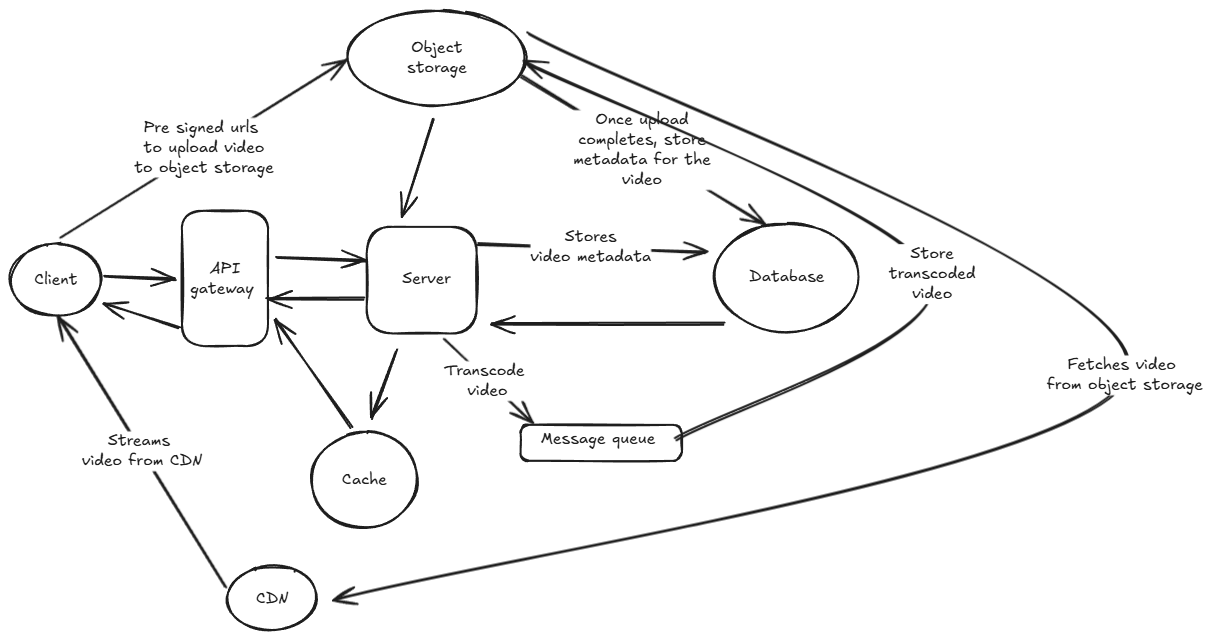 Object
storage
Pre signed urls
to upload video
to object storage
Once upload
completes, store
metadata for the
video
Client
API
gateway
Server
Stores
video metadata
Database
Store
transcoded
video
Transcode
video
Fetches video
from object storage
Message queue
Streams
video from CDN
Cache
CDN